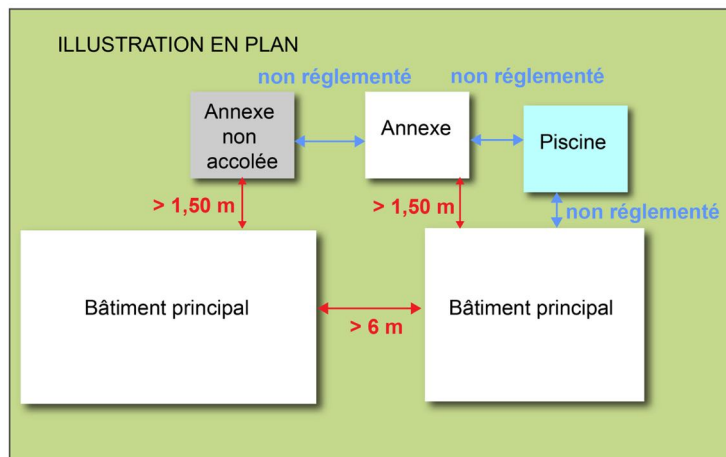 ILLUSTRATION EN PLAN
non réglementé
non réglementé
Annexe
non
accolée
Annexe
Piscine
> 1,50 m
> 1,50 m
non réglementé
Bâtiment principal
Bâtiment principal
> 6 m